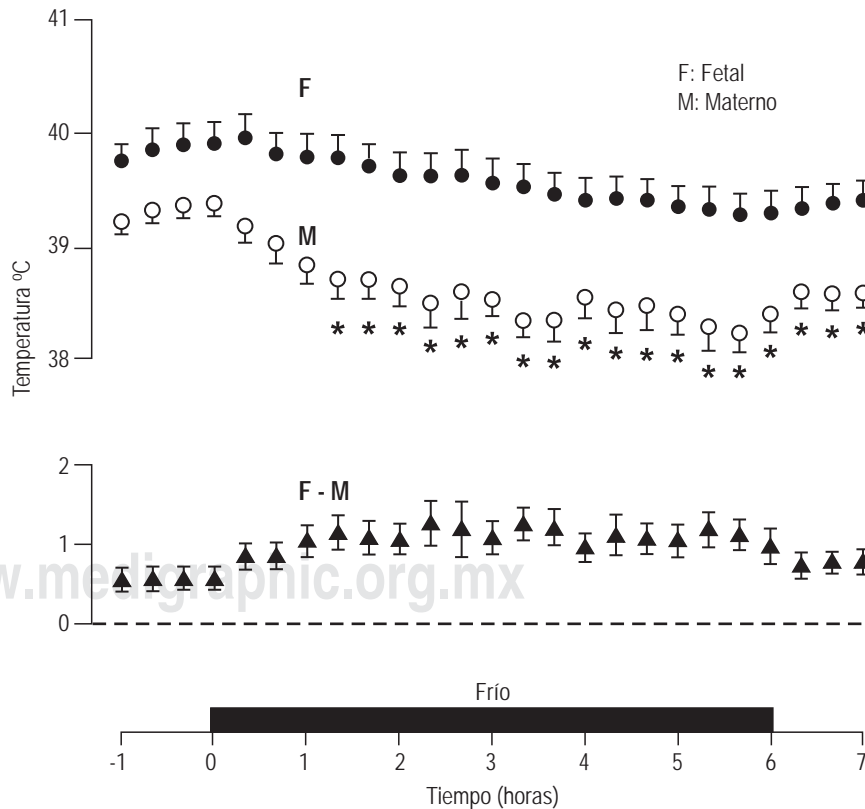 41
F
F: Fetal
M: Materno
40
M
39
Temperatura ºC
38
* * * * * * * * * * * * * * * * * *
2
F - M
1
w.medigraphic.org.mx
0
Frío
-1 0 1 2 3 4 5 6 7
Tiempo (horas)